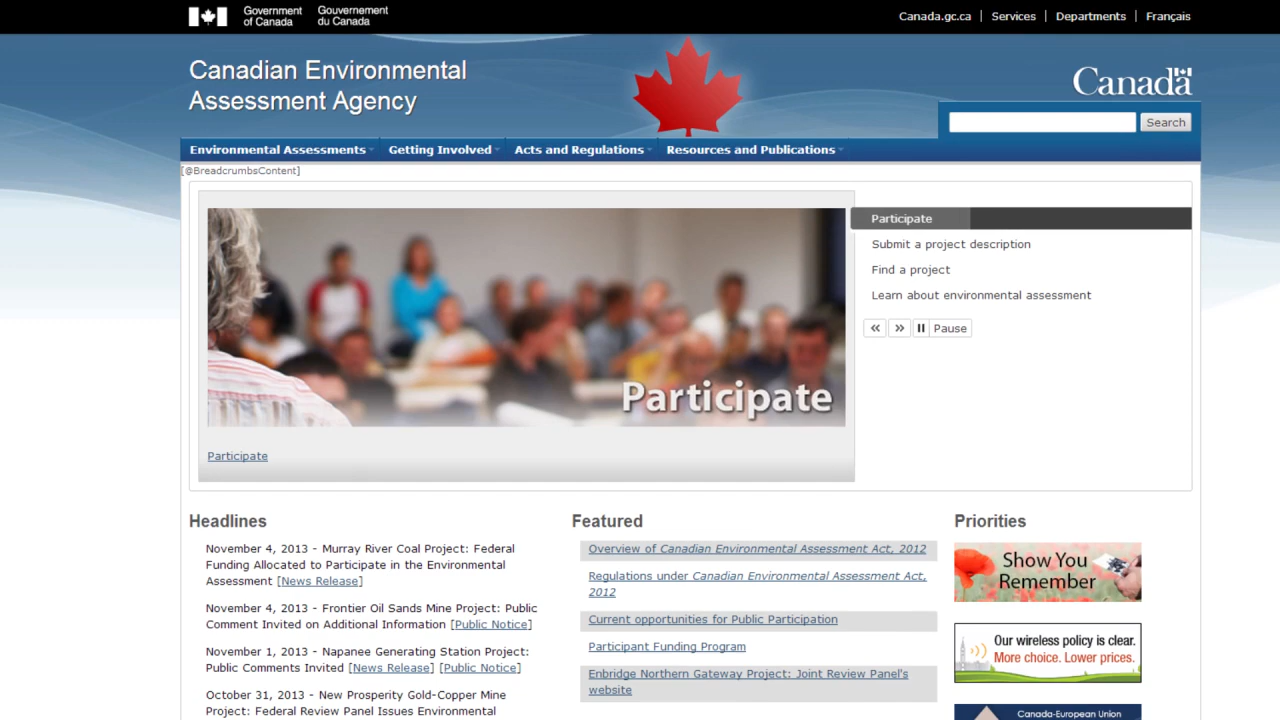 Government of Canada
Gouvernement du Canada
Canada.gc.ca
Services
Departments
Français
Canadian Environmental
Assessment Agency
Canada
Search
Environmental Assessments
Getting Involved
Acts and Regulations
Resources and Publications
[@BreadcrumbsContent]
Participate
Participate
Participate
Submit a project description
Find a project
Learn about environmental assessment
Pause
Headlines
November 4, 2013 - Murray River Coal Project: Federal
Funding Allocated to Participate in the Environmental
Assessment [News Release]
November 4, 2013 - Frontier Oil Sands Mine Project: Public
Comment Invited on Additional Information [Public Notice]
November 1, 2013 - Napanee Generating Station Project:
Public Comments Invited [News Release] [Public Notice]
October 31, 2013 - New Prosperity Gold-Copper Mine
Project: Federal Review Panel Issues Environmental
Featured
Overview of Canadian Environmental Assessment Act, 2012
Regulations under Canadian Environmental Assessment Act,
2012
Current opportunities for Public Participation
Participant Funding Program
Enbridge Northern Gateway Project: Joint Review Panel's
website
Priorities
Show You
Remember
Our wireless policy is clear.
More choice. Lower prices.
Canada-European Union